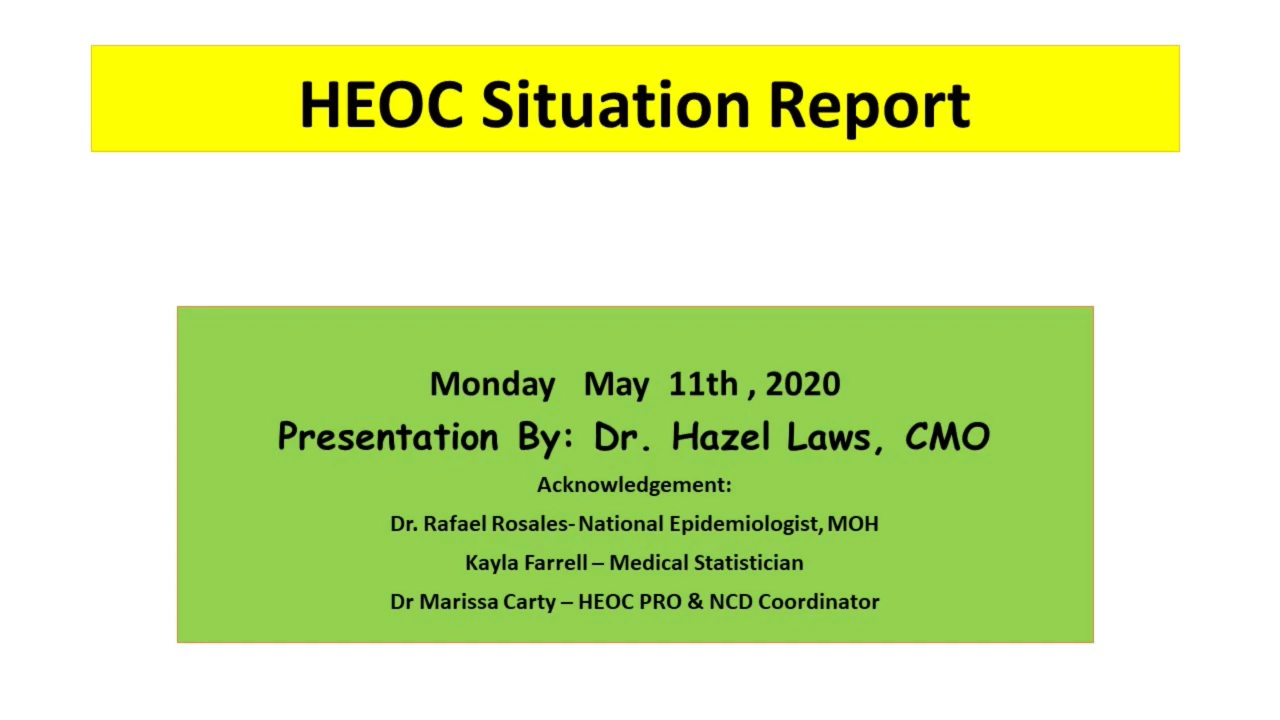 HEOC Situation Report
Monday May 11th , 2020
Presentation By: Dr. Hazel Laws, CMO
Acknowledgement:
Dr. Rafael Rosales- National Epidemiologist, MOH
Kayla Farrell – Medical Statistician
Dr Marissa Carty – HEOC PRO & NCD Coordinator